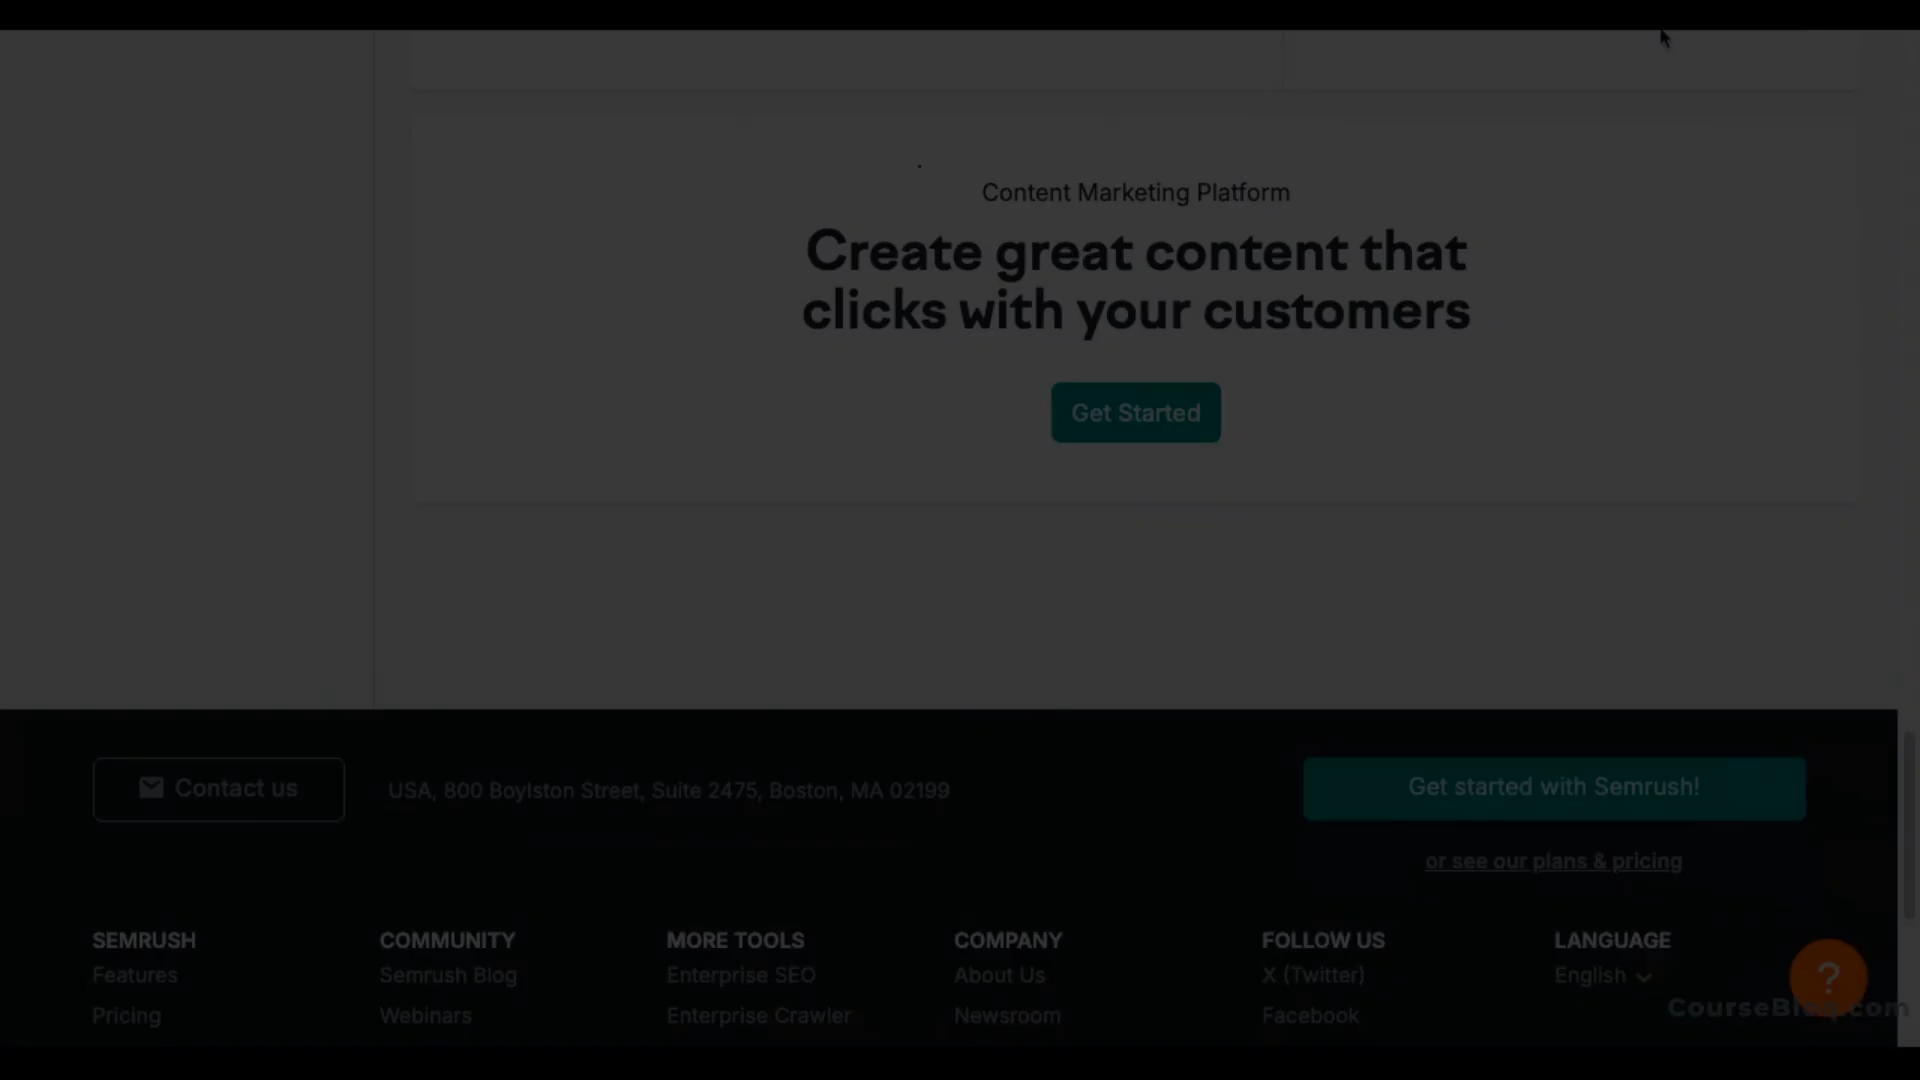 Content Marketing Platform
Create great content that
clicks with your customers
Get Started
Contact us
USA, 800 Boylston Street, Suite 2475, Boston, MA 02199
Get started with Semrush!
or see our plans & pricing
SEMRUSH
Features
Pricing
COMMUNITY
Semrush Blog
Webinars
MORE TOOLS
Enterprise SEO
Enterprise Crawler
COMPANY
About Us
Newsroom
FOLLOW US
X (Twitter)
Facebook
LANGUAGE
English
?